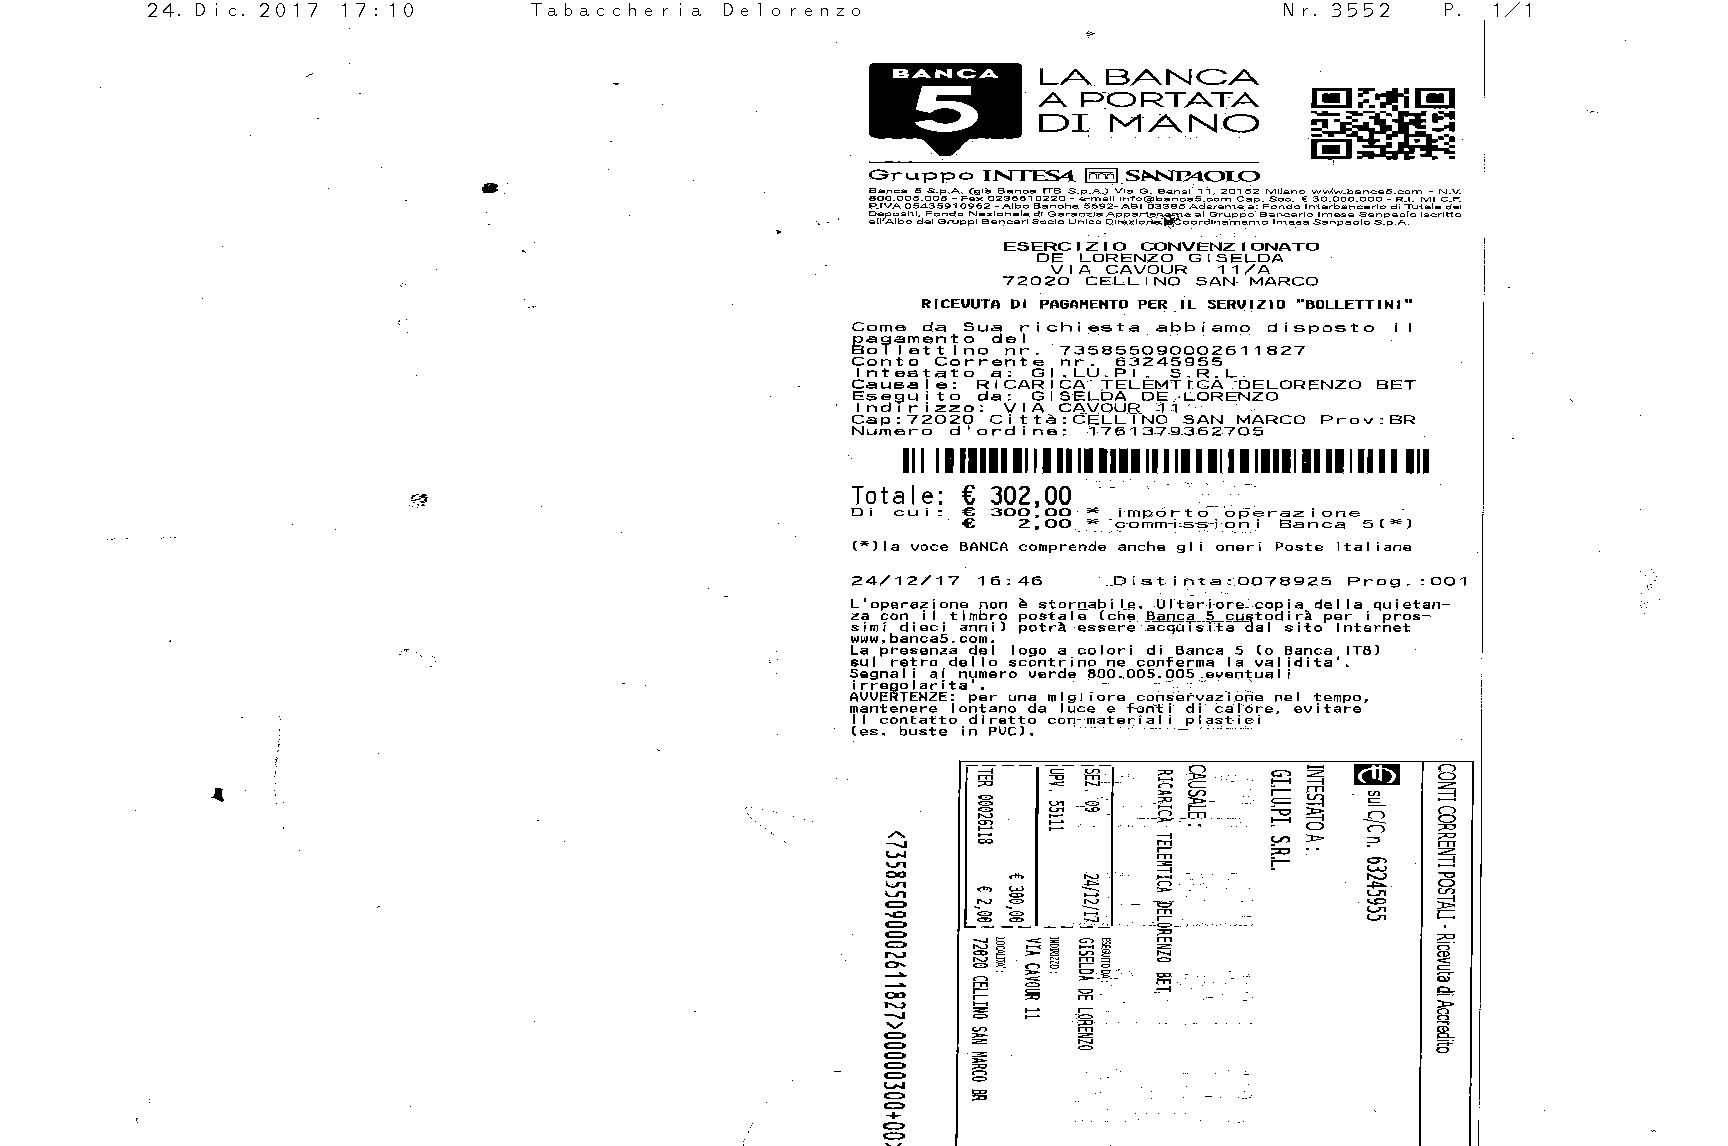 24. Dic. 2017 17:10 Tabaccheria Delorenzo Nr. 3552 P. 1/1
BANCA
5
LA BANCA
A PORTATA
DI MANO
Gruppo INTESA SANPAOLO
Banca 5 S.p.A. (già Banca ITB S.p.A.) Via G. Bensi 11, 20152 Milano www.banca5.com - N.V.
800.005.005 - Fax 0236610220 - e-mail info@banca5.com Cap. Soc. € 30.000.000 - R.I. MI C.F.
P.IVA 05435910962 - Albo Banche 5592- ABI 03385 Aderente a: Fondo Interbancario di Tutela dei
Depositi, Fondo Nazionale di Garanzia Appartenente al Gruppo Bancario Intesa Sanpaolo iscritto
all'Albo dei Gruppi Bancari Socio Unico Direzione e Coordinamento Intesa Sanpaolo S.p.A.
ESERCIZIO CONVENZIONATO
DE LORENZO GISELDA
VIA CAVOUR 11/A
72020 CELLINO SAN MARCO
RICEVUTA DI PAGAMENTO PER IL SERVIZIO "BOLLETTINI"
Come da Sua richiesta abbiamo disposto il
pagamento del
Bollettino nr. 735855090002611827
Conto Corrente nr. 63245955
Intestato a: GI.LU.PI. S.R.L.
Causale: RICARICA TELEMTICA DELORENZO BET
Eseguito da: GISELDA DE LORENZO
Indirizzo: VIA CAVOUR 11
Cap:72020 Città:CELLINO SAN MARCO Prov:BR
Numero d'ordine: 1761379362705
Totale: € 302,00
Di cui: € 300,00 * importo operazione
€ 2,00 * commissioni Banca 5(*)
(*)la voce BANCA comprende anche gli oneri Poste Italiane
24/12/17 16:46 Distinta:0078925 Prog.:001
L'operazione non è stornabile. Ulteriore copia della quietan-
za con il timbro postale (che Banca 5 custodirà per i pros-
simi dieci anni) potrà essere acquisita dal sito Internet
www.banca5.com.
La presenza del logo a colori di Banca 5 (o Banca ITB)
sul retro dello scontrino ne conferma la validita'.
Segnali al numero verde 800.005.005 eventuali
irregolarita'.
AVVERTENZE: per una migliore conservazione nel tempo,
mantenere lontano da luce e fonti di calore, evitare
il contatto diretto con materiali plastici
(es. buste in PVC).
CONTI CORRENTI POSTALI - Ricevuta di Accredito
sul C/C n. 63245955
INTESTATO A:
GI.LU.PI. S.R.L.
CAUSALE:
RICARICA TELEMTICA DELORENZO BET
SEZ. 09 24/12/17
UPV. 55111
€ 300,00
TER 00026118 € 2,00
ESEGUITO DA:
GISELDA DE LORENZO
INDIRIZZO:
VIA CAVOUR 11
LOCALITA':
72020 CELLINO SAN MARCO BR
<735855090002611827>00000300+00>